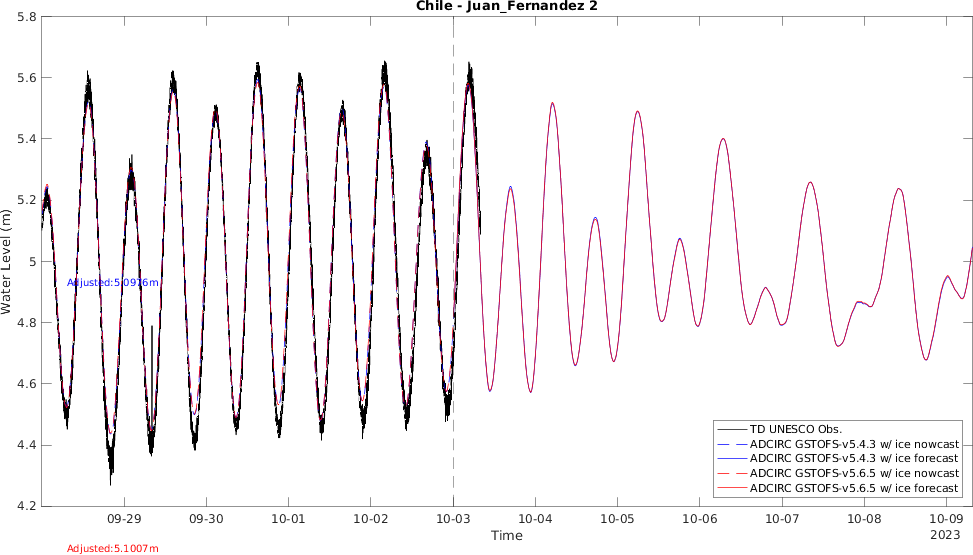 Chile - Juan_Fernandez 2
5.8
5.6
5.4
5.2
5
4.8
4.6
4.4
4.2
Water Level (m)
Adjusted:5.0976m
TD UNESCO Obs.
ADCIRC GSTOFS-v5.4.3 w/ ice nowcast
ADCIRC GSTOFS-v5.4.3 w/ ice forecast
ADCIRC GSTOFS-v5.6.5 w/ ice nowcast
ADCIRC GSTOFS-v5.6.5 w/ ice forecast
09-29 09-30 10-01 10-02 10-03 10-04 10-05 10-06 10-07 10-08 10-09
2023
Time
Adjusted:5.1007m